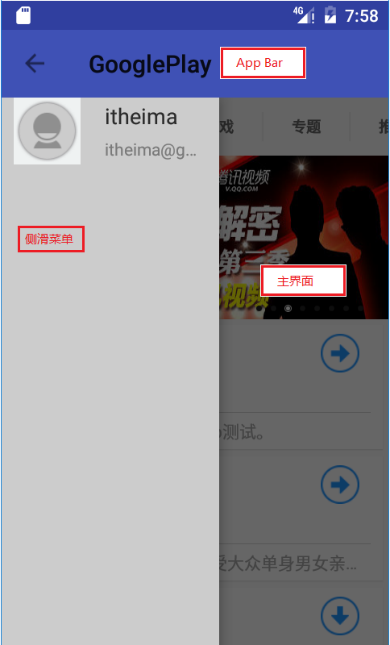 4G 7:58
GooglePlay App Bar
itheima
itheima@g...
戏 专题
侧滑菜单
腾讯视频
V.QQ.COM
解密
第三季
视频
主界面
测试。
大众单身男女亲...